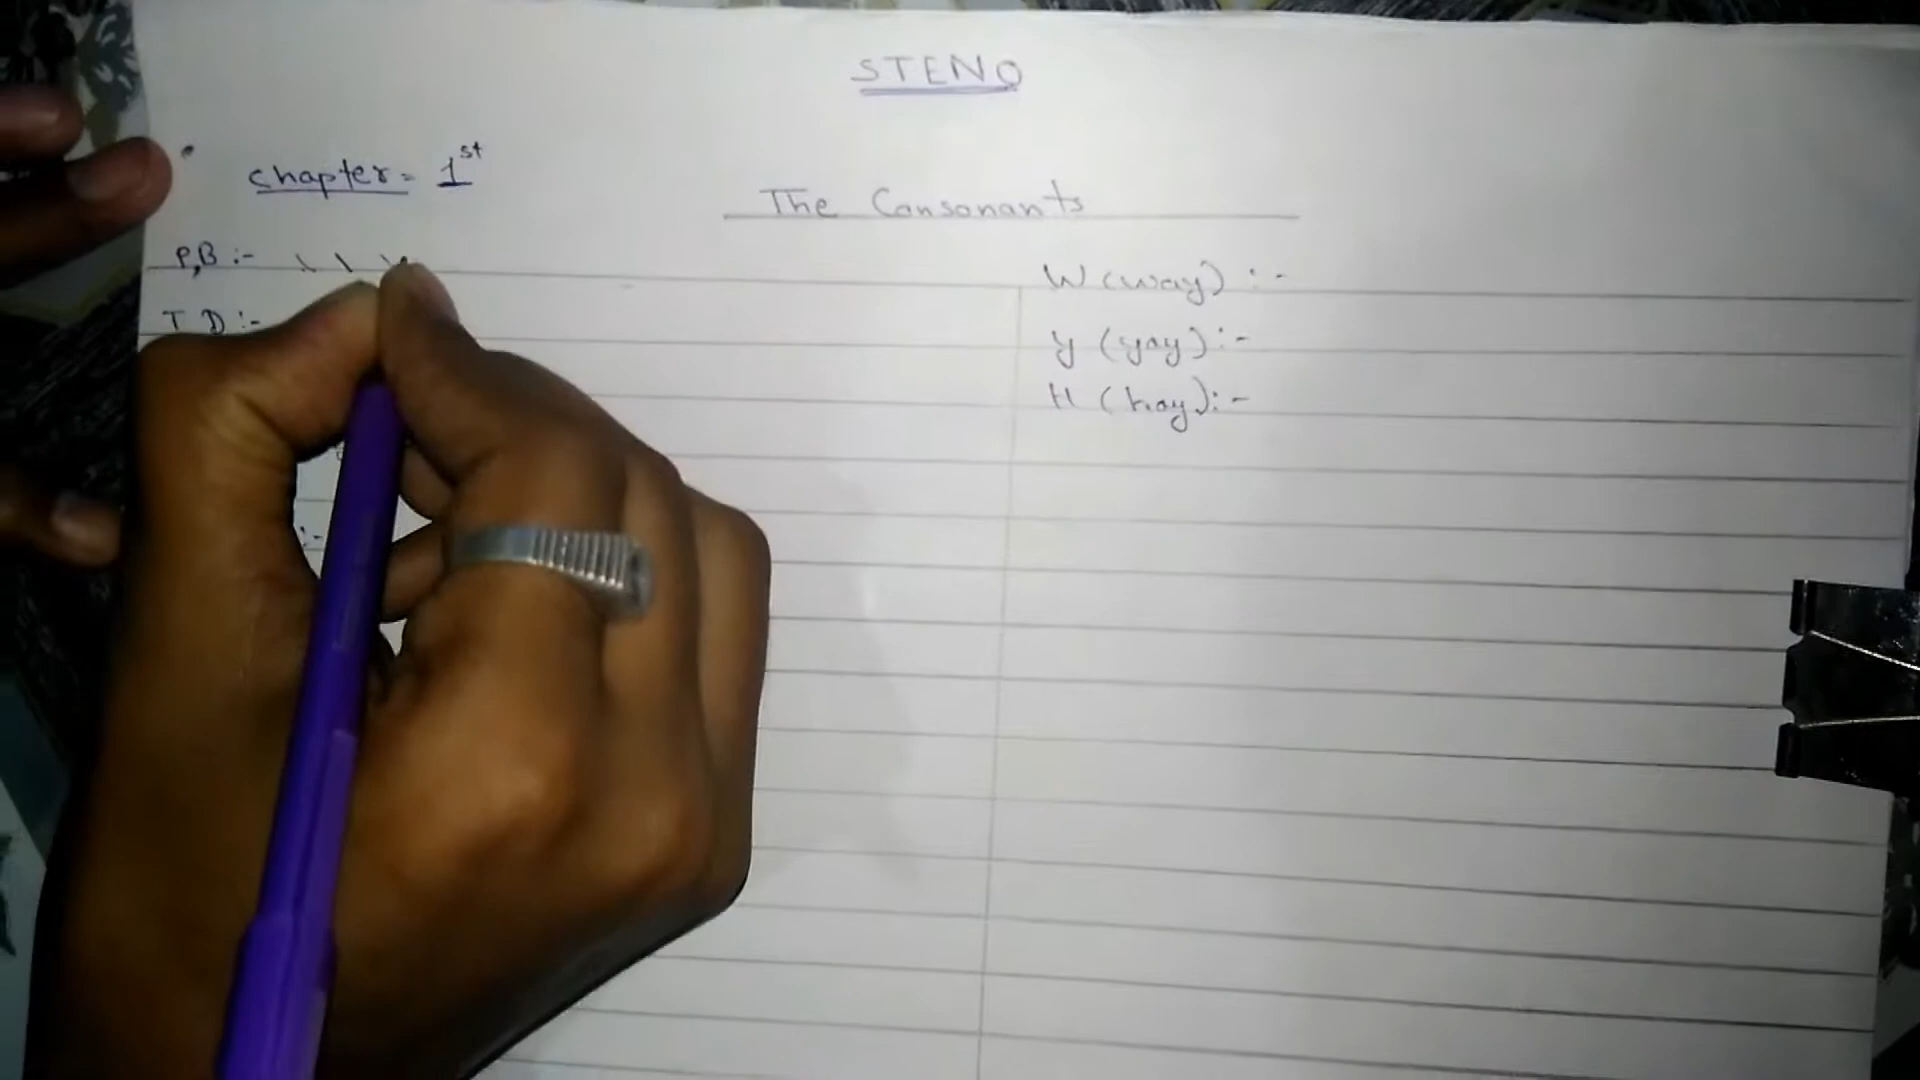 STENO
chapter = 1st
The Consonants
P,B :- \ \ \
T D :-
W (way) :-
y (yay) :-
H (hay) :-